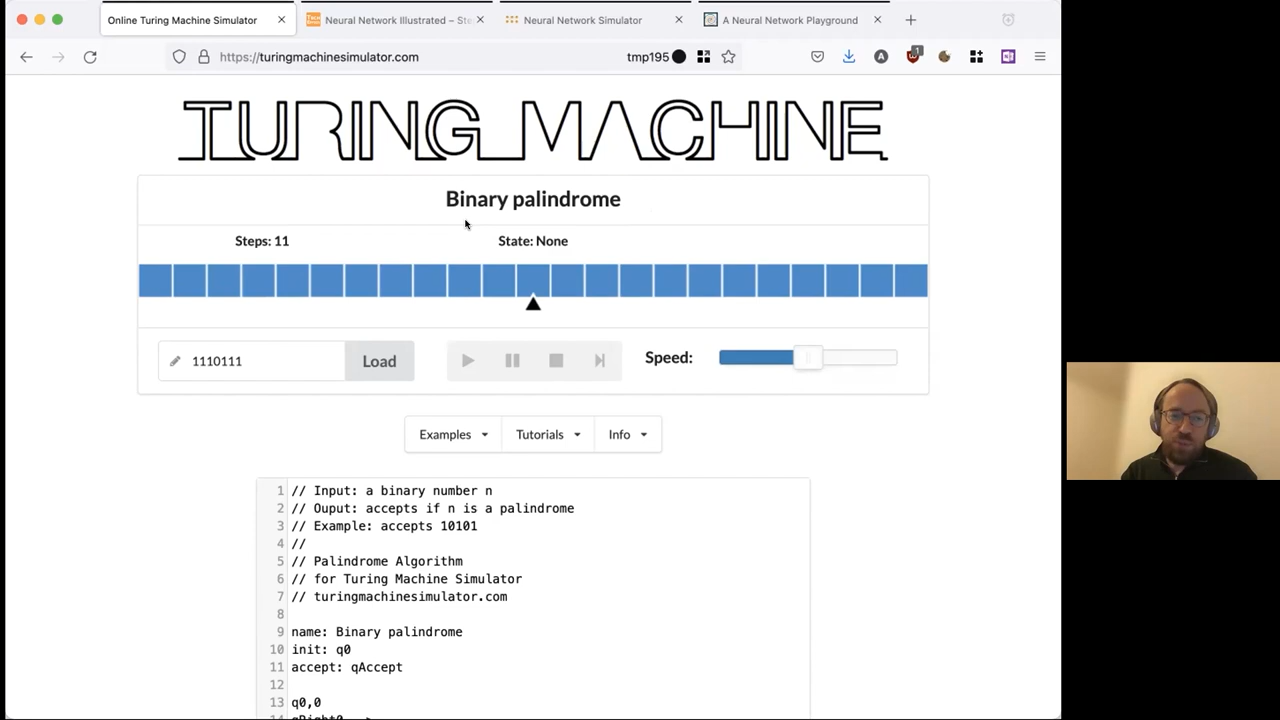 Online Turing Machine Simulator
Neural Network Illustrated – Ste
Neural Network Simulator
A Neural Network Playground
https://turingmachinesimulator.com
tmp195
1
TURING MACHINE
Binary palindrome
Steps: 11
State: None
1110111
Load
Speed:
Examples
Tutorials
Info
1 // Input: a binary number n
2 // Ouput: accepts if n is a palindrome
3 // Example: accepts 10101
4 //
5 // Palindrome Algorithm
6 // for Turing Machine Simulator
7 // turingmachinesimulator.com
8
9 name: Binary palindrome
10 init: q0
11 accept: qAccept
12
13 q0,0